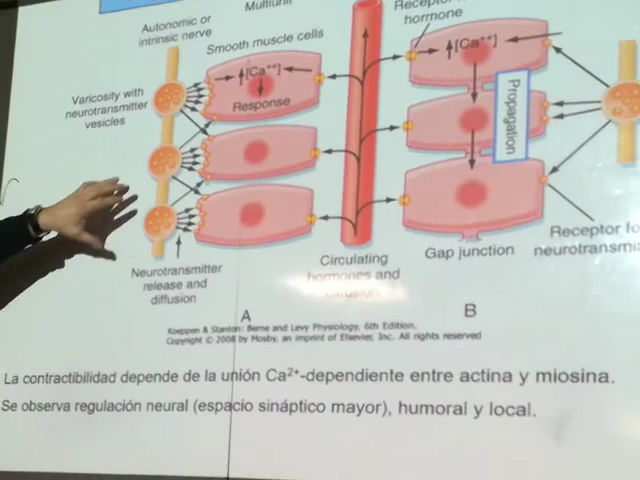 Autonomic or
intrinsic nerve
Multiunit
Smooth muscle cells
hormone
↑[Ca⁺⁺]
↑[Ca⁺⁺]
Response
Varicosity with
neurotransmitter
vesicles
Propagation
Neurotransmitter
release and
diffusion
Circulating
hormones and
Gap junction
Receptor
A
B
Koeppen & Stanton: Berne and Levy Physiology, 6th Edition.
Copyright © 2008 by Mosby, an imprint of Elsevier, Inc. All rights reserved
La contractibilidad depende de la unión Ca²⁺-dependiente entre actina y miosina.
Se observa regulación neural (espacio sináptico mayor), humoral y local.